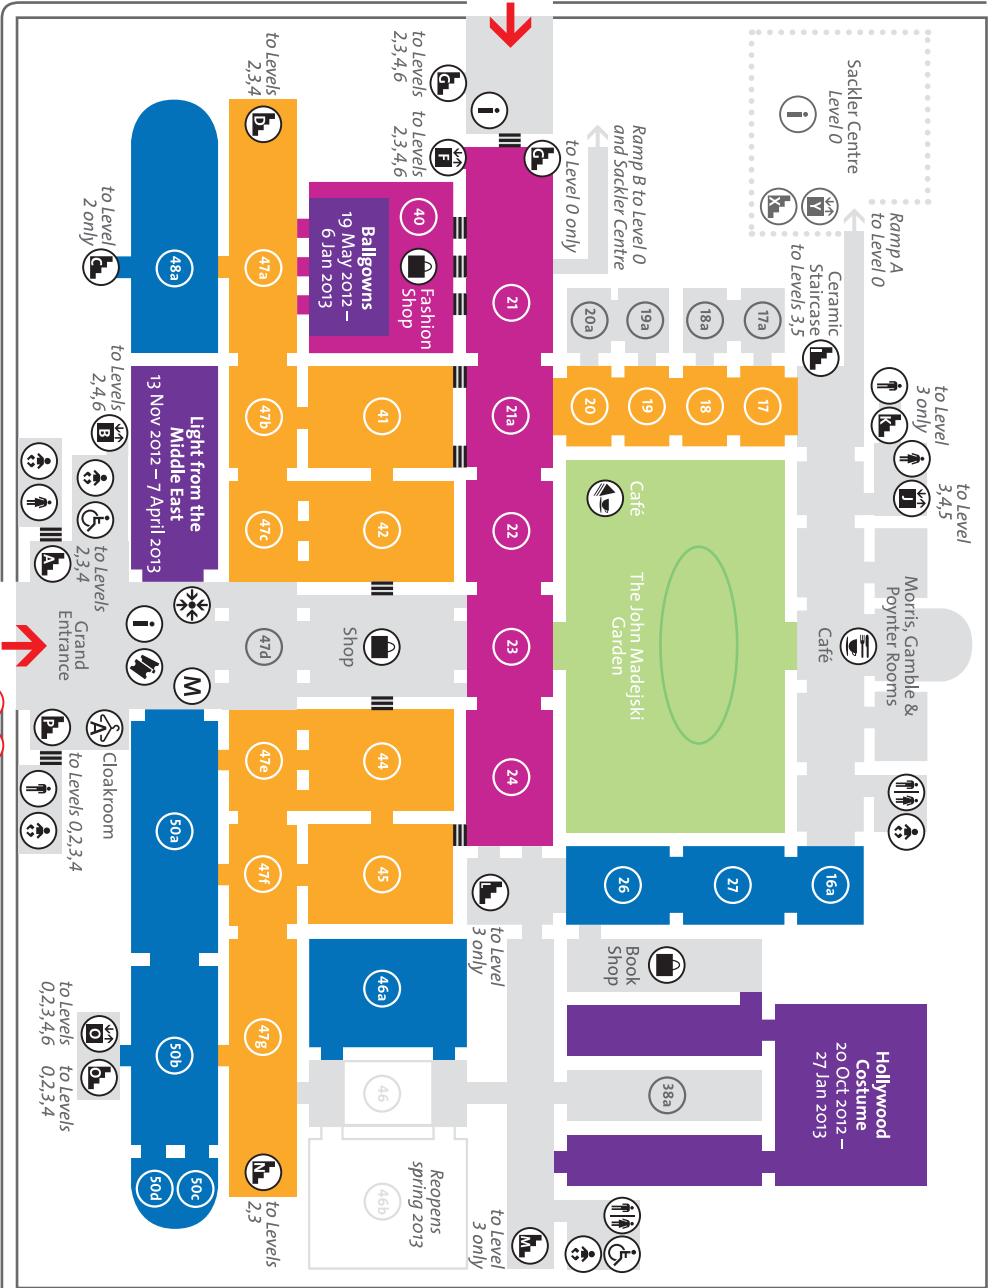 Sackler Centre
Level 0
i
X
Y
Ramp A
to Level 0
Ramp B to Level 0
and Sackler Centre
to Level 0 only
G
Ceramic
Staircase
to Levels 3,5
to Level
3 only
K
J
to Level
3,4,5
Morris, Gamble &
Poynter Rooms
Café
17a
18a
19a
20a
17
18
19
20
Café
The John Madejski
Garden
16a
27
26
Book
Shop
Hollywood
Costume
20 Oct 2012 –
27 Jan 2013
38a
to Levels
2,3,4,6
G
i
to Levels
2,3,4,6
F
21
21a
22
23
24
L
to Level
3 only
M
to Level
3 only
40
Fashion
Shop
Ballgowns
19 May 2012 –
6 Jan 2013
41
42
Shop
44
45
46a
46
46b
Reopens
spring 2013
to Levels
2,3,4
D
47a
47b
47c
47d
47e
47f
47g
N
to Levels
2,3
48a
to Level
2 only
C
Light from the
Middle East
13 Nov 2012 – 7 April 2013
to Levels
2,4,6
B
A
to Levels
2,3,4
i
M
Grand
Entrance
Cloakroom
A
P
to Levels 0,2,3,4
50a
50b
50c
50d
to Levels
0,2,3,4,6
O
to Levels
0,2,3,4
O